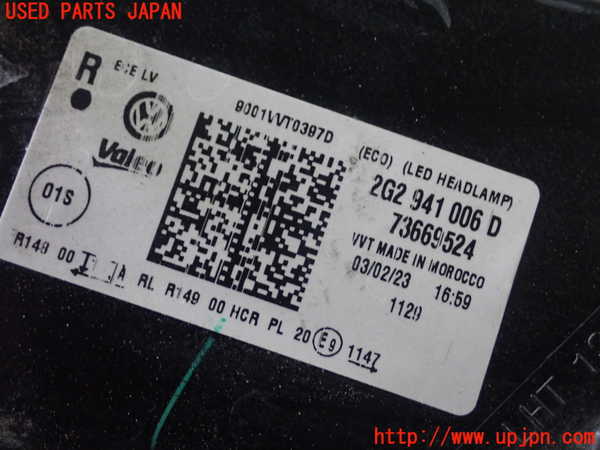 USED PARTS JAPAN
R
ECE LV
9001VVT0397D
Valeo
(ECO) (LED HEADLAMP)
2G2 941 006 D
73669524
VVT MADE IN MOROCCO
03/02/23 16:59
1129
01S
R149 00 IA RL R149 00 HCR PL 20 E9 1147
LHT
http://www.upjpn.com/